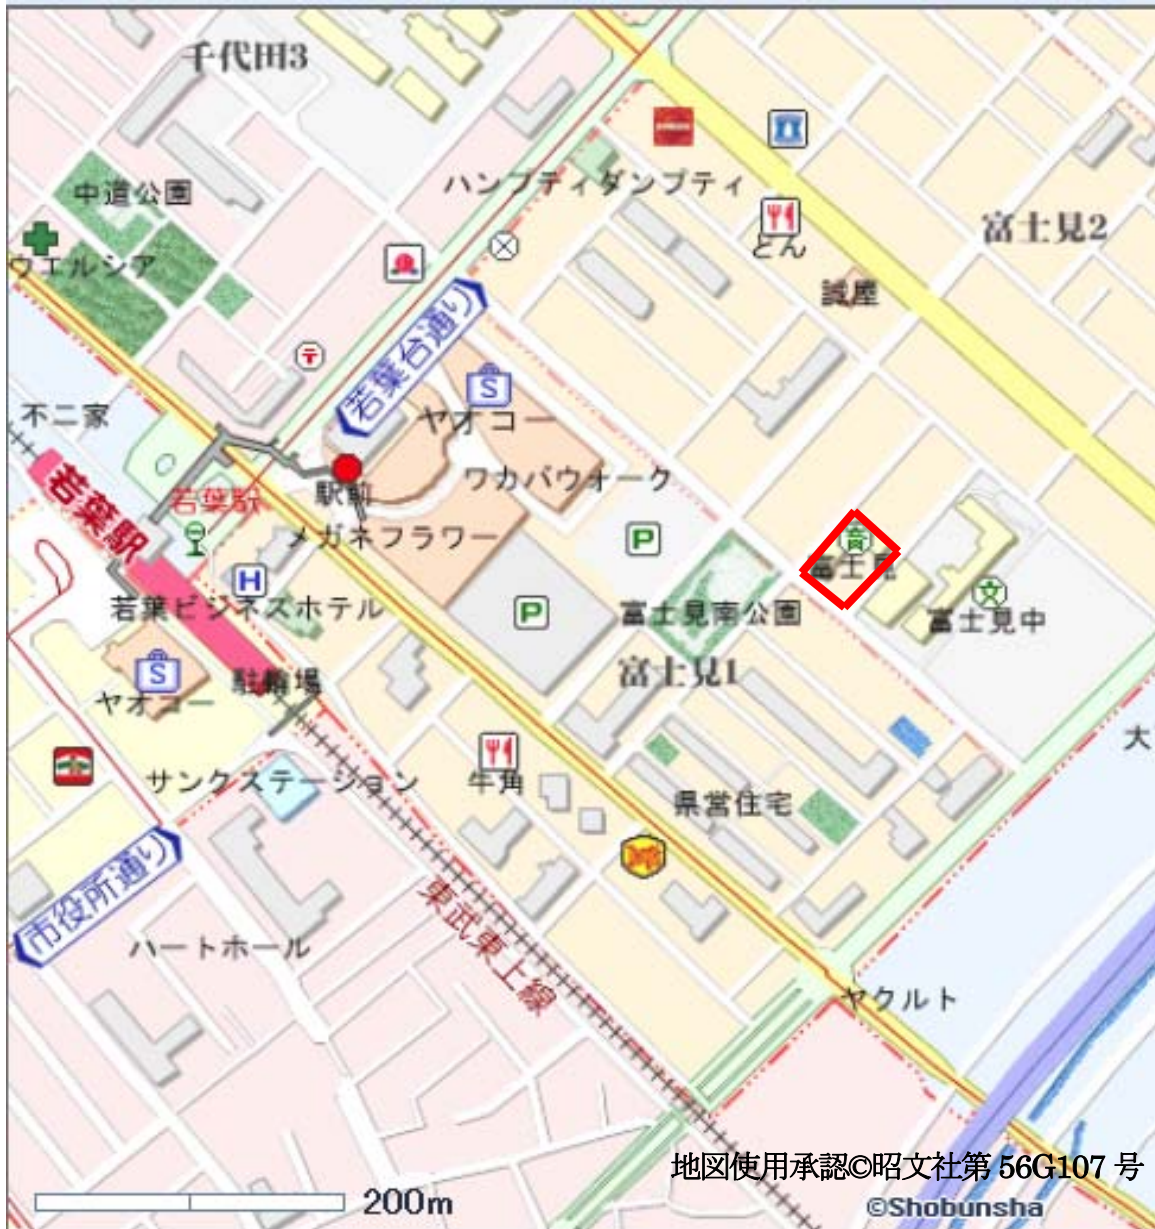 千代田3
中道公園
ハンプティダンプティ
富士見2
どん
ウエルシア
誠屋
若葉台通り
〒
S
不二家
ヤオコー
若葉駅
若葉駅
駅前
ワカバウォーク
メガネフラワー
P
育
富士見
H
若葉ビジネスホテル
P
富士見南公園
文
富士見中
富士見1
S
ヤオコー
駐輪場
大
サンクステーション
牛角
県営住宅
市役所通り
ハートホール
東武東上線
ヤクルト
地図使用承認©昭文社第 56G107 号
200m
©Shobunsha